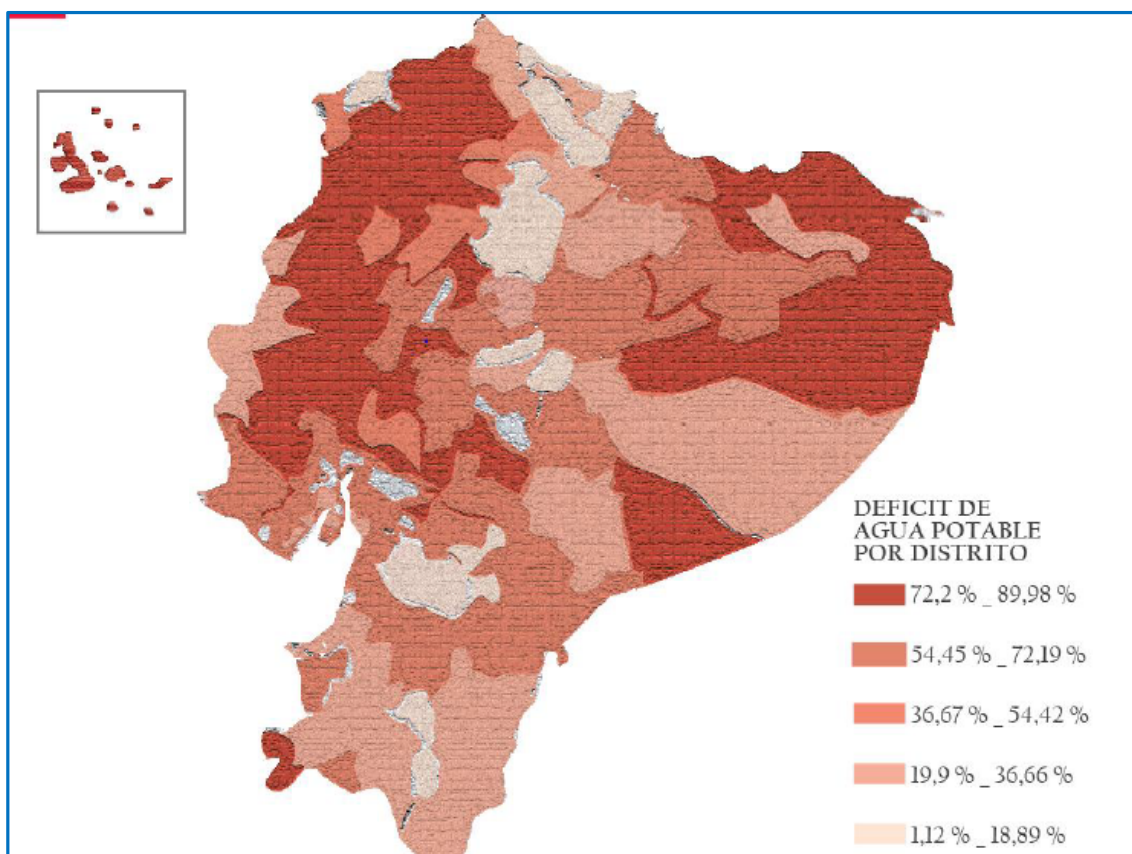 DEFICIT DE
AGUA POTABLE
POR DISTRITO
72,2 % _ 89,98 %
54,45 % _ 72,19 %
36,67 % _ 54,42 %
19,9 % _ 36,66 %
1,12 % _ 18,89 %